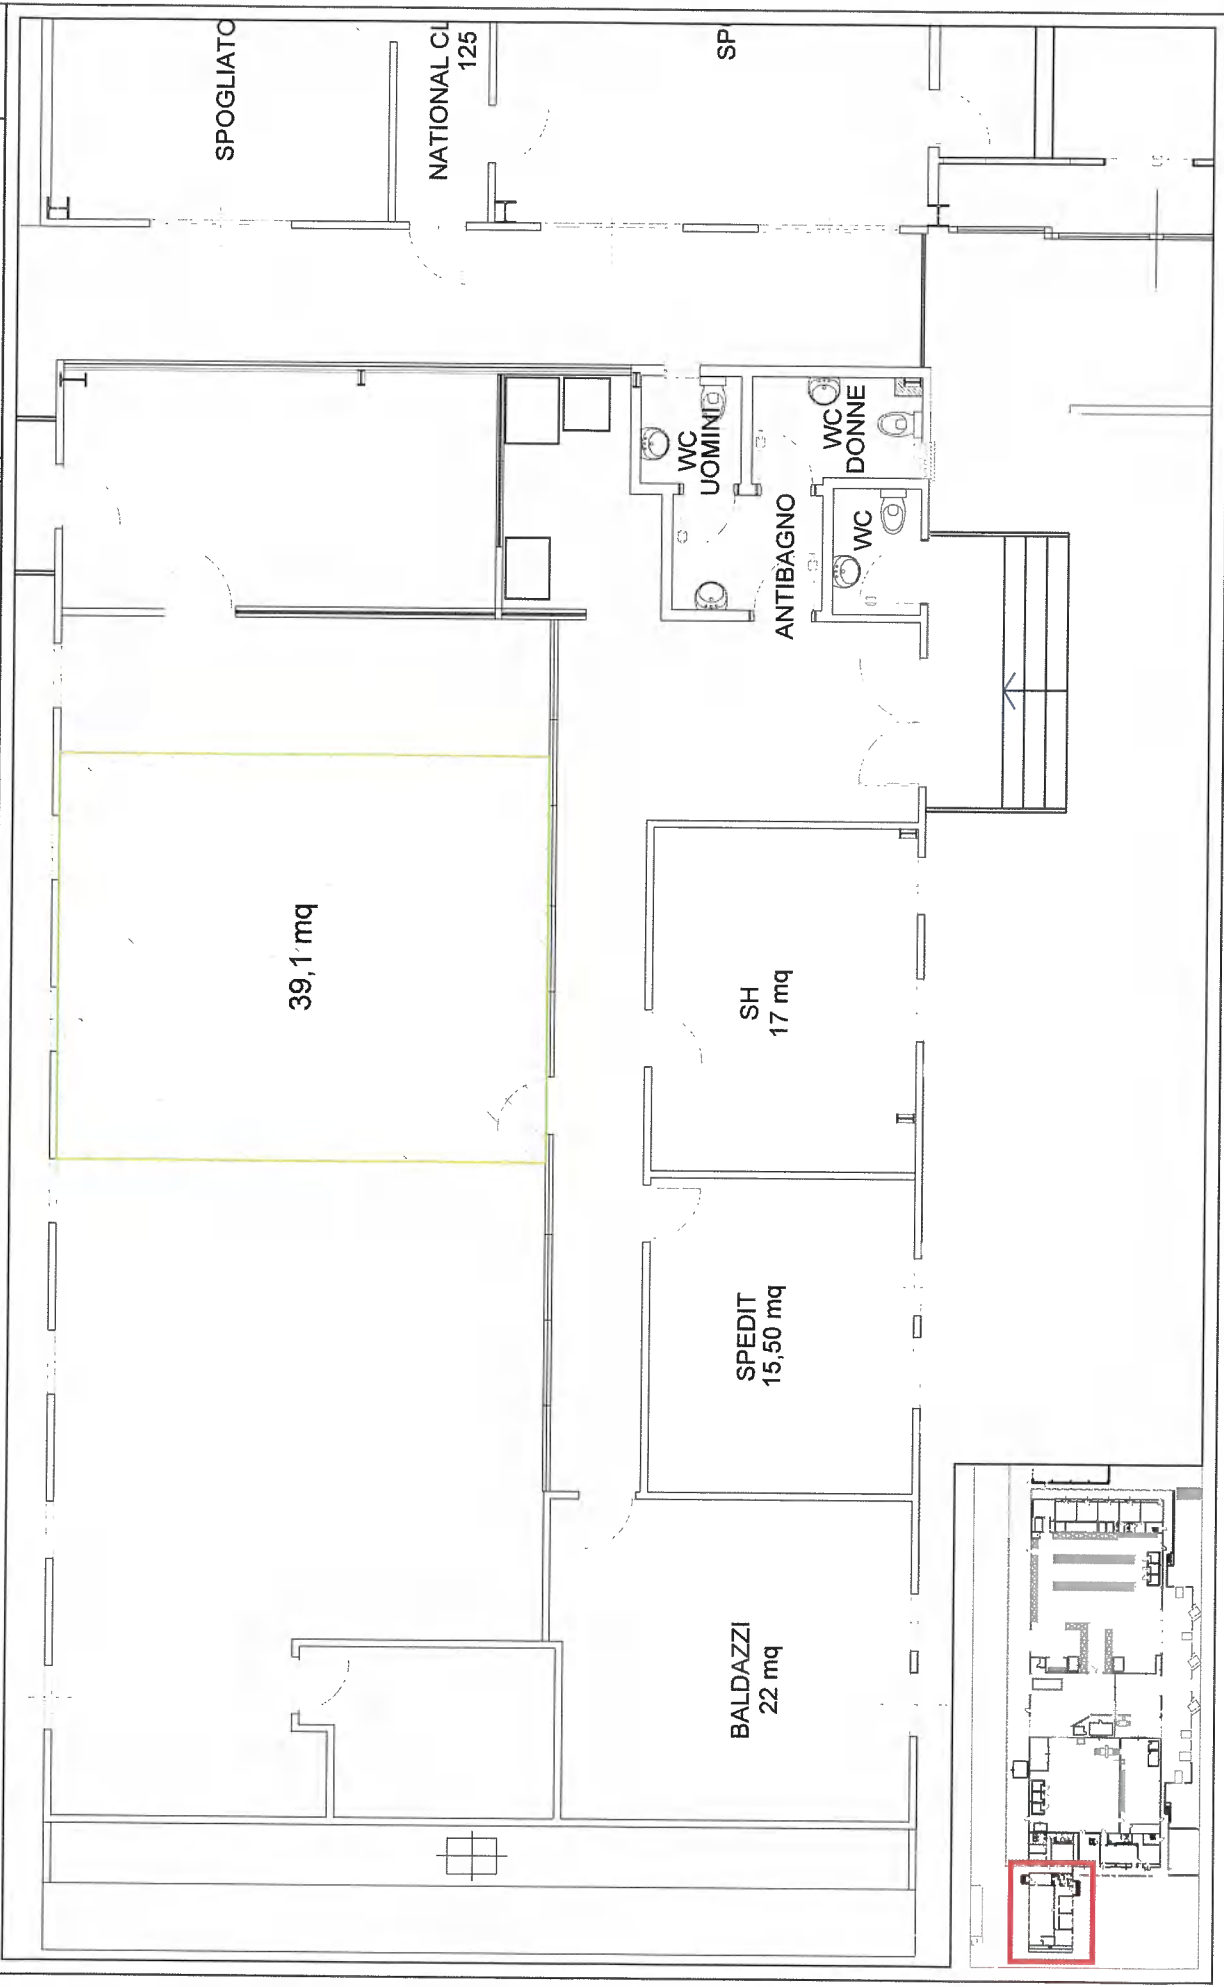 SPOGLIATO
NATIONAL CL
125
SP
WC
UOMINI
WC
DONNE
ANTIBAGNO
WC
39,1 mq
SH
17 mq
SPEDIT
15,50 mq
BALDAZZI
22 mq